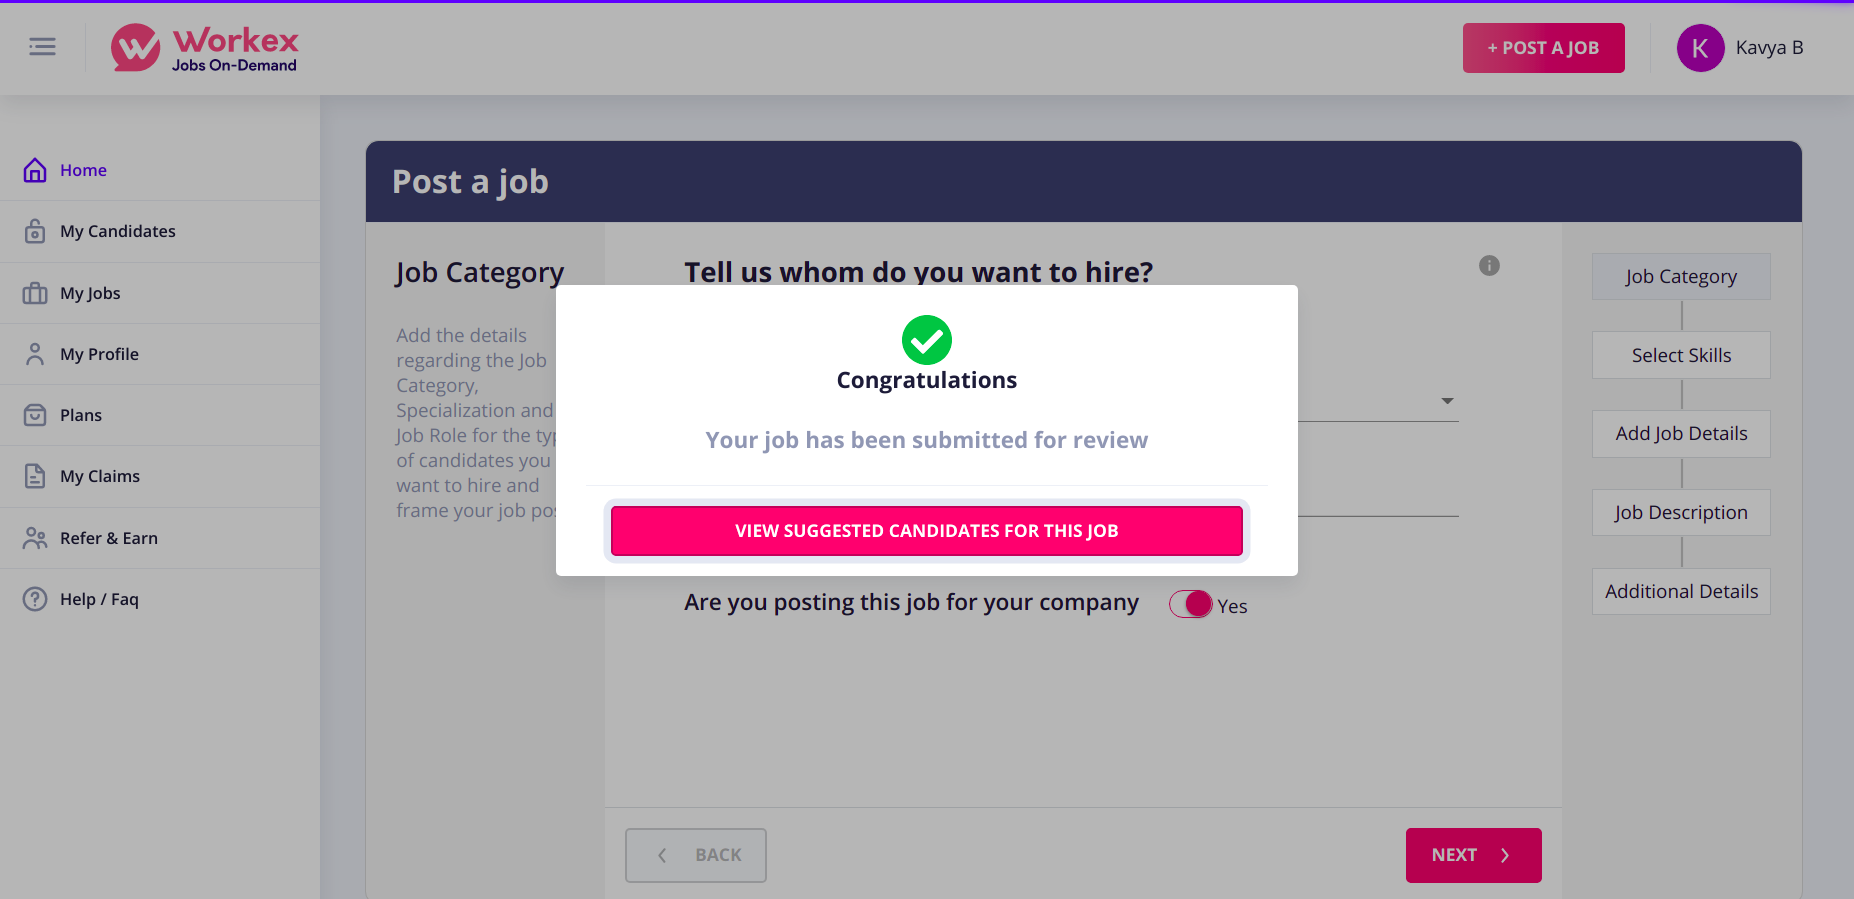 Workex
Jobs On-Demand
+ POST A JOB
K
Kavya B
Home
My Candidates
My Jobs
My Profile
Plans
My Claims
Refer & Earn
Help / Faq
Post a job
Job Category
Add the details
regarding the Job
Category,
Specialization and
Job Role for the
of candidates you
want to hire and
frame your job
Tell us whom do you want to hire?
Congratulations
Your job has been submitted for review
VIEW SUGGESTED CANDIDATES FOR THIS JOB
Are you posting this job for your company
Yes
BACK
NEXT
Job Category
Select Skills
Add Job Details
Job Description
Additional Details